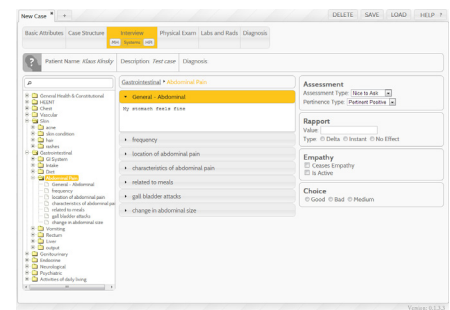 New Case * +
DELETE SAVE LOAD HELP ?
Basic Attributes Case Structure Interview Physical Exam Labs and Rads Diagnosis
Systems HPI
? Patient Name: Klaus Klinsky Description: Test case Diagnosis:
Gastrointestinal * Abdominal Pain
General Health & Constitutional
HEENT
Chest
Vascular
Skin
acne
skin condition
hair
rashes
Gastrointestinal
GI System
Intake
Diet
Abdominal Pain
General - Abdominal
frequency
location of abdominal pain
characteristics of abdominal pa
related to meals
gall bladder attacks
change in abdominal size
Vomiting
Rectum
Liver
output
Genitourinary
Endocrine
Neurological
Psychiatric
Activities of daily living
General - Abdominal
My stomach feels fine
frequency
location of abdominal pain
characteristics of abdominal pain
related to meals
gall bladder attacks
change in abdominal size
Assessment
Assessment Type: Nice to Ask
Pertinence Type: Pertinent Positive
Rapport
Value:
Type: Delta Instant No Effect
Empathy
Ceases Empathy
Is Active
Choice
Good Bad Medium